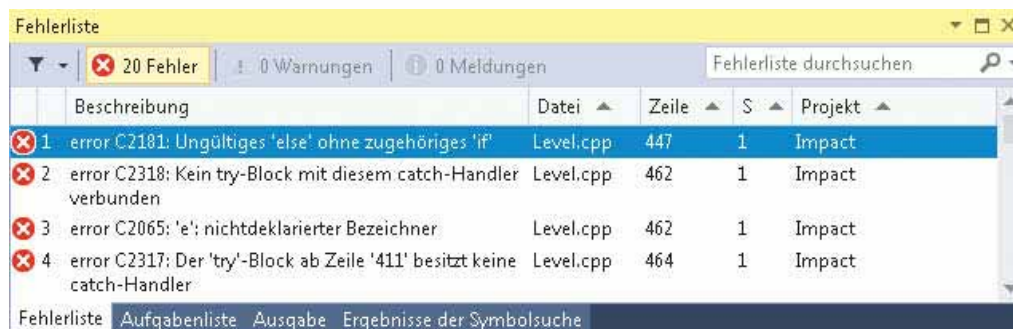 Fehlerliste
20 Fehler 0 Warnungen 0 Meldungen Fehlerliste durchsuchen
Beschreibung Datei Zeile S Projekt
1 error C2181: Ungültiges 'else' ohne zugehöriges 'if' Level.cpp 447 1 Impact
2 error C2318: Kein try-Block mit diesem catch-Handler Level.cpp 462 1 Impact
verbunden
3 error C2065: 'e': nichtdeklarierter Bezeichner Level.cpp 462 1 Impact
4 error C2317: Der 'try'-Block ab Zeile '411' besitzt keine Level.cpp 464 1 Impact
catch-Handler
Fehlerliste Aufgabenliste Ausgabe Ergebnisse der Symbolsuche